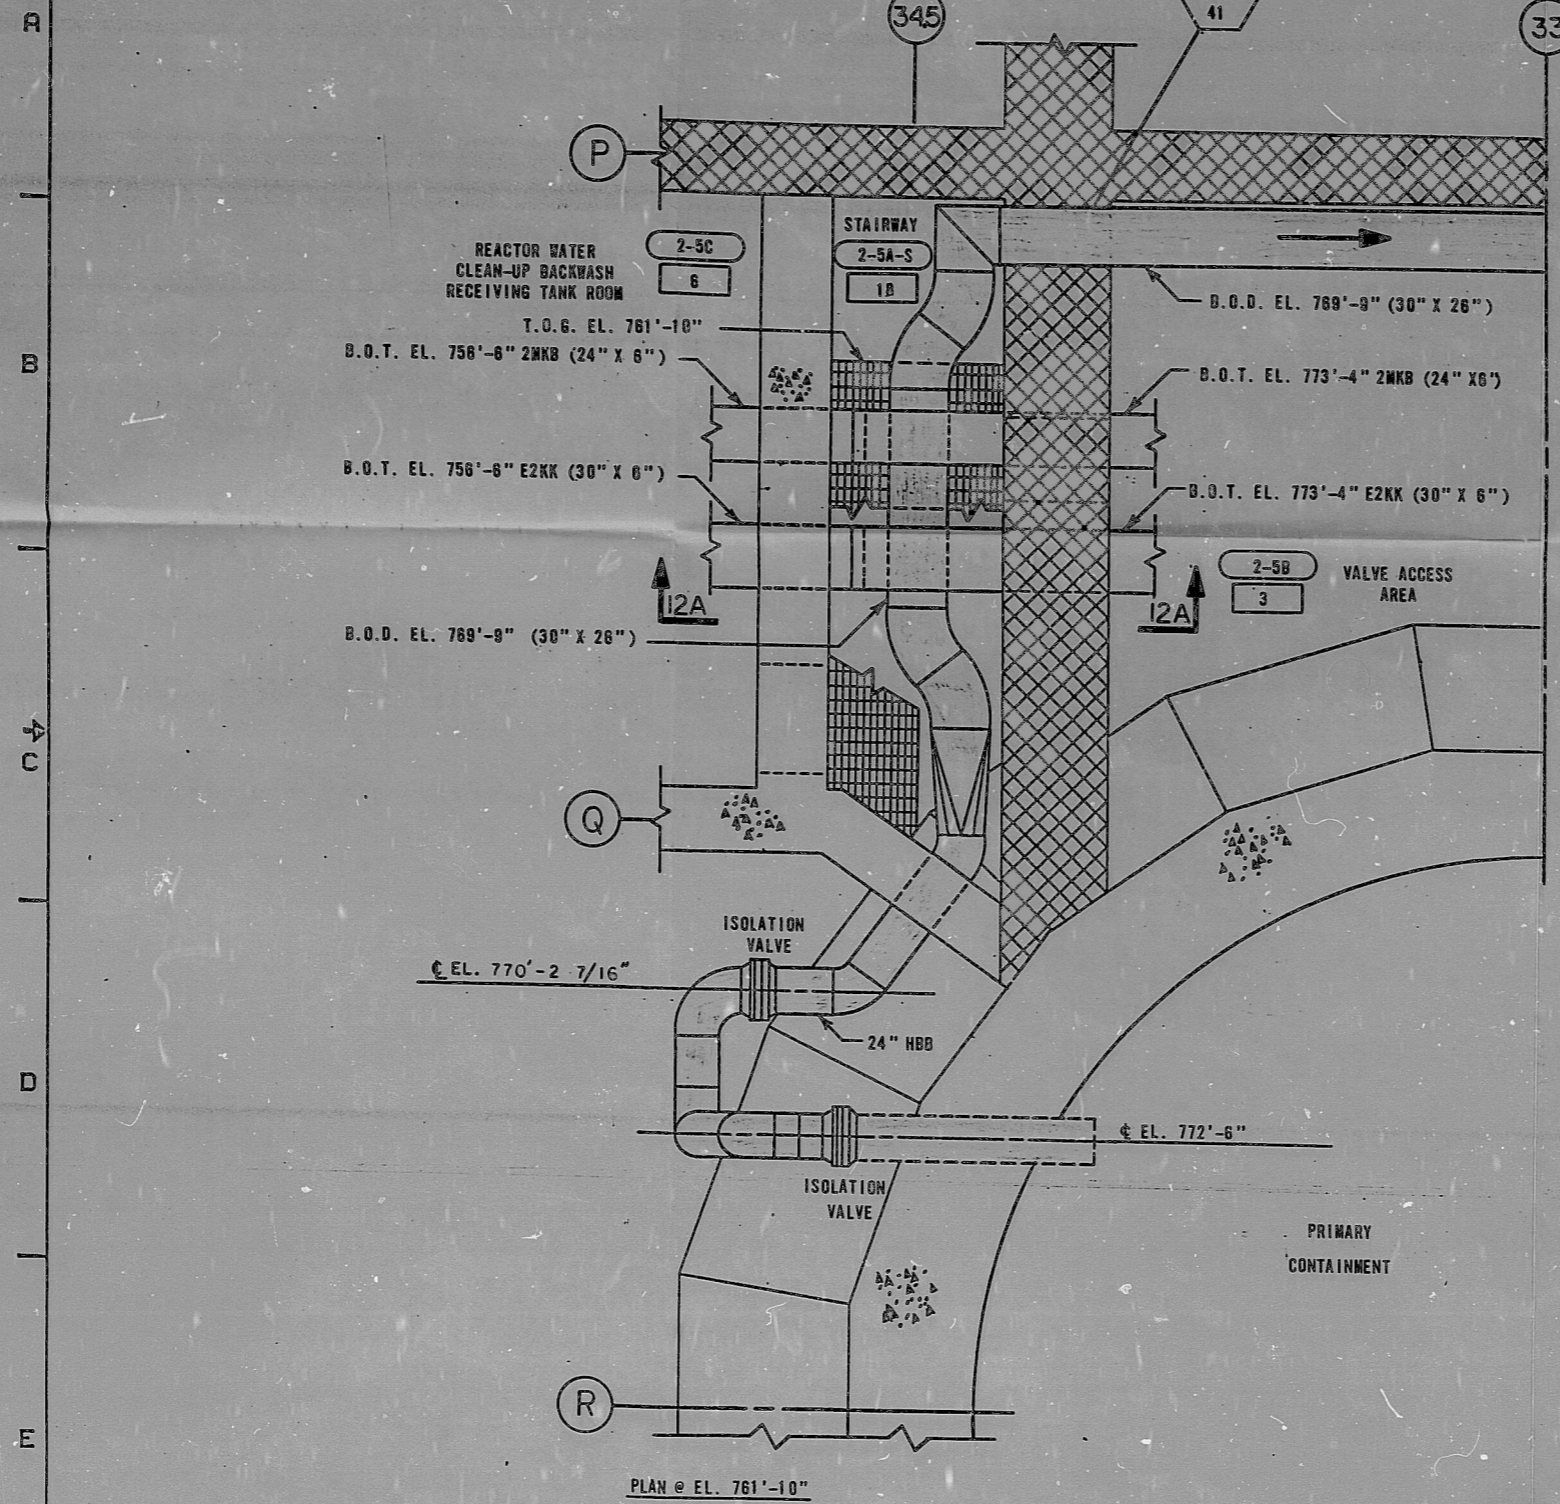 A
34.5
41
33
P
STAIRWAY
2-5A-S
1B
REACTOR WATER
CLEAN-UP BACKWASH
RECEIVING TANK ROOM
2-5C
6
T.O.G. EL. 761'-10"
B.O.D. EL. 769'-9" (30" X 26")
B
B.O.T. EL. 756'-6" 2MKB (24" X 6")
B.O.T. EL. 773'-4" 2MKB (24" X6")
B.O.T. EL. 756'-6" E2KK (30" X 6")
B.O.T. EL. 773'-4" E2KK (30" X 6")
12A
12A
2-5B
3
VALVE ACCESS
AREA
B.O.D. EL. 769'-9" (30" X 26")
C
Q
ISOLATION
VALVE
℄ EL. 770'-2 7/16"
24" HBB
D
℄ EL. 772'-6"
ISOLATION
VALVE
PRIMARY
CONTAINMENT
R
E
PLAN @ EL. 761'-10"